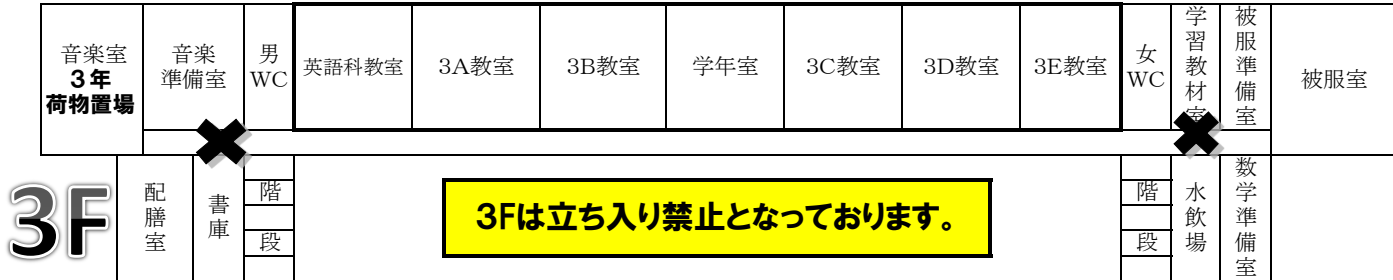 音楽室
3年
荷物置場
音楽
準備室
男
WC
英語科教室
3A教室
3B教室
学年室
3C教室
3D教室
3E教室
女
WC
学習教材室
被服準備室
被服室
3F
配膳室
書庫
階段
3Fは立ち入り禁止となっております。
階段
水飲場
数学準備室